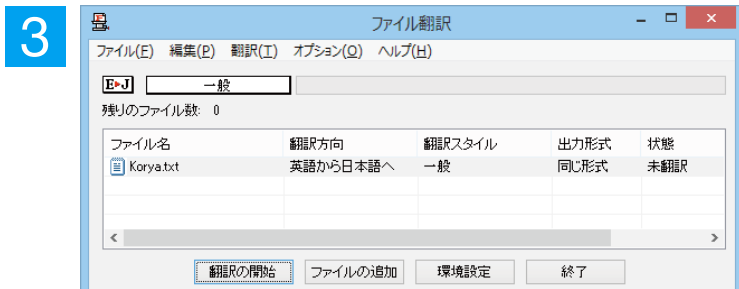 3
ファイル翻訳
ファイル(F) 編集(P) 翻訳(T) オプション(O) ヘルプ(H)
E▸J 一般
残りのファイル数: 0
ファイル名 翻訳方向 翻訳スタイル 出力形式 状態
Korya.txt 英語から日本語へ 一般 同じ形式 未翻訳
翻訳の開始 ファイルの追加 環境設定 終了